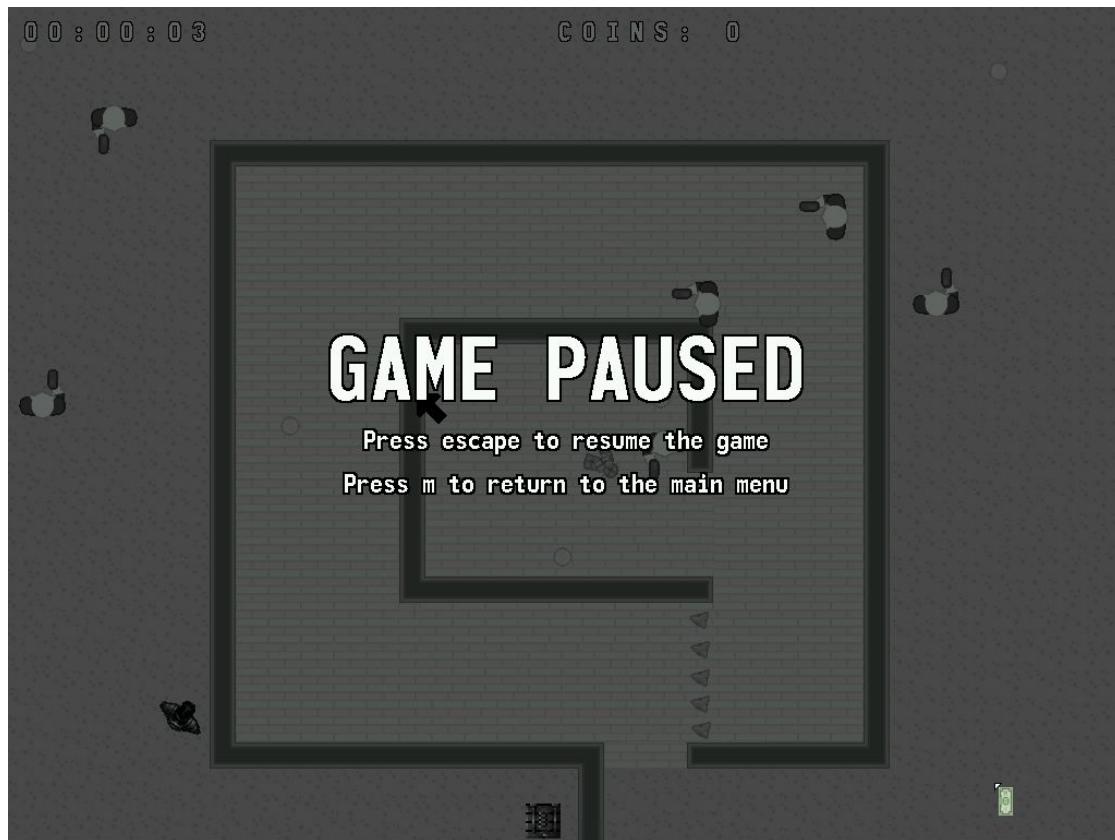 00:00:03 COINS: 0
GAME PAUSED
Press escape to resume the game
Press m to return to the main menu